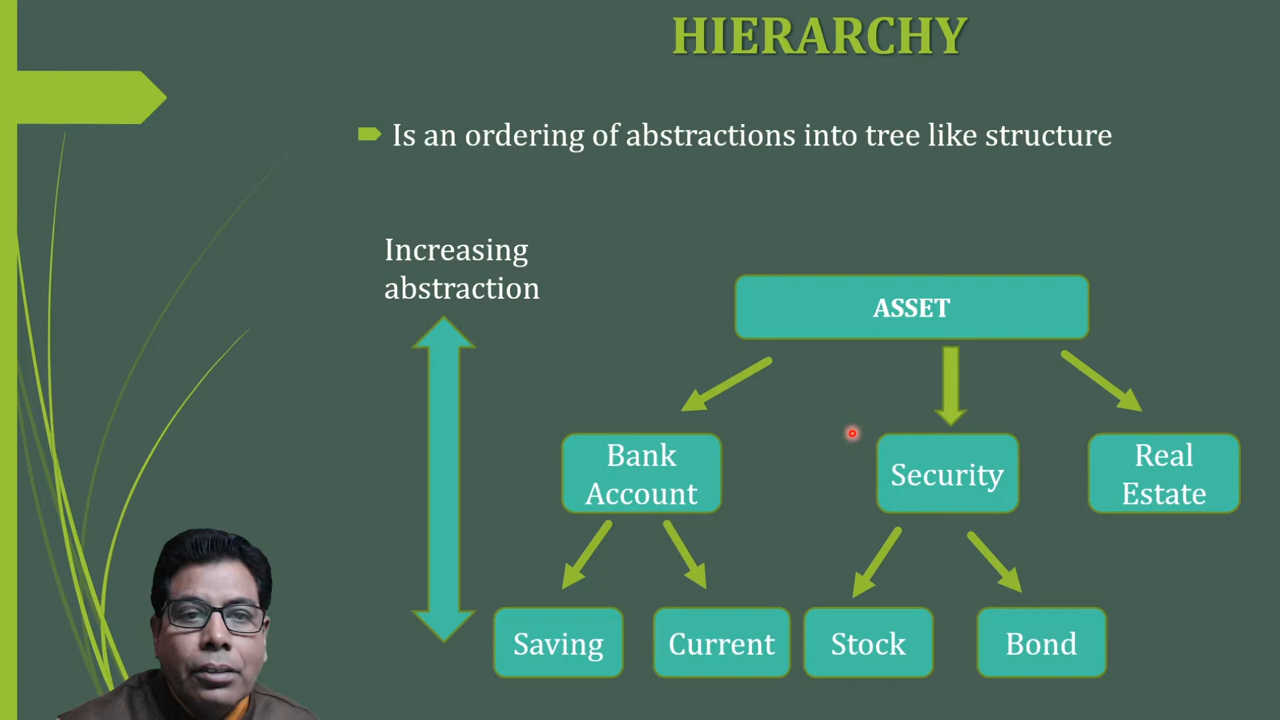 HIERARCHY
Is an ordering of abstractions into tree like structure
Increasing
abstraction
ASSET
Bank
Account
Security
Real
Estate
Saving
Current
Stock
Bond